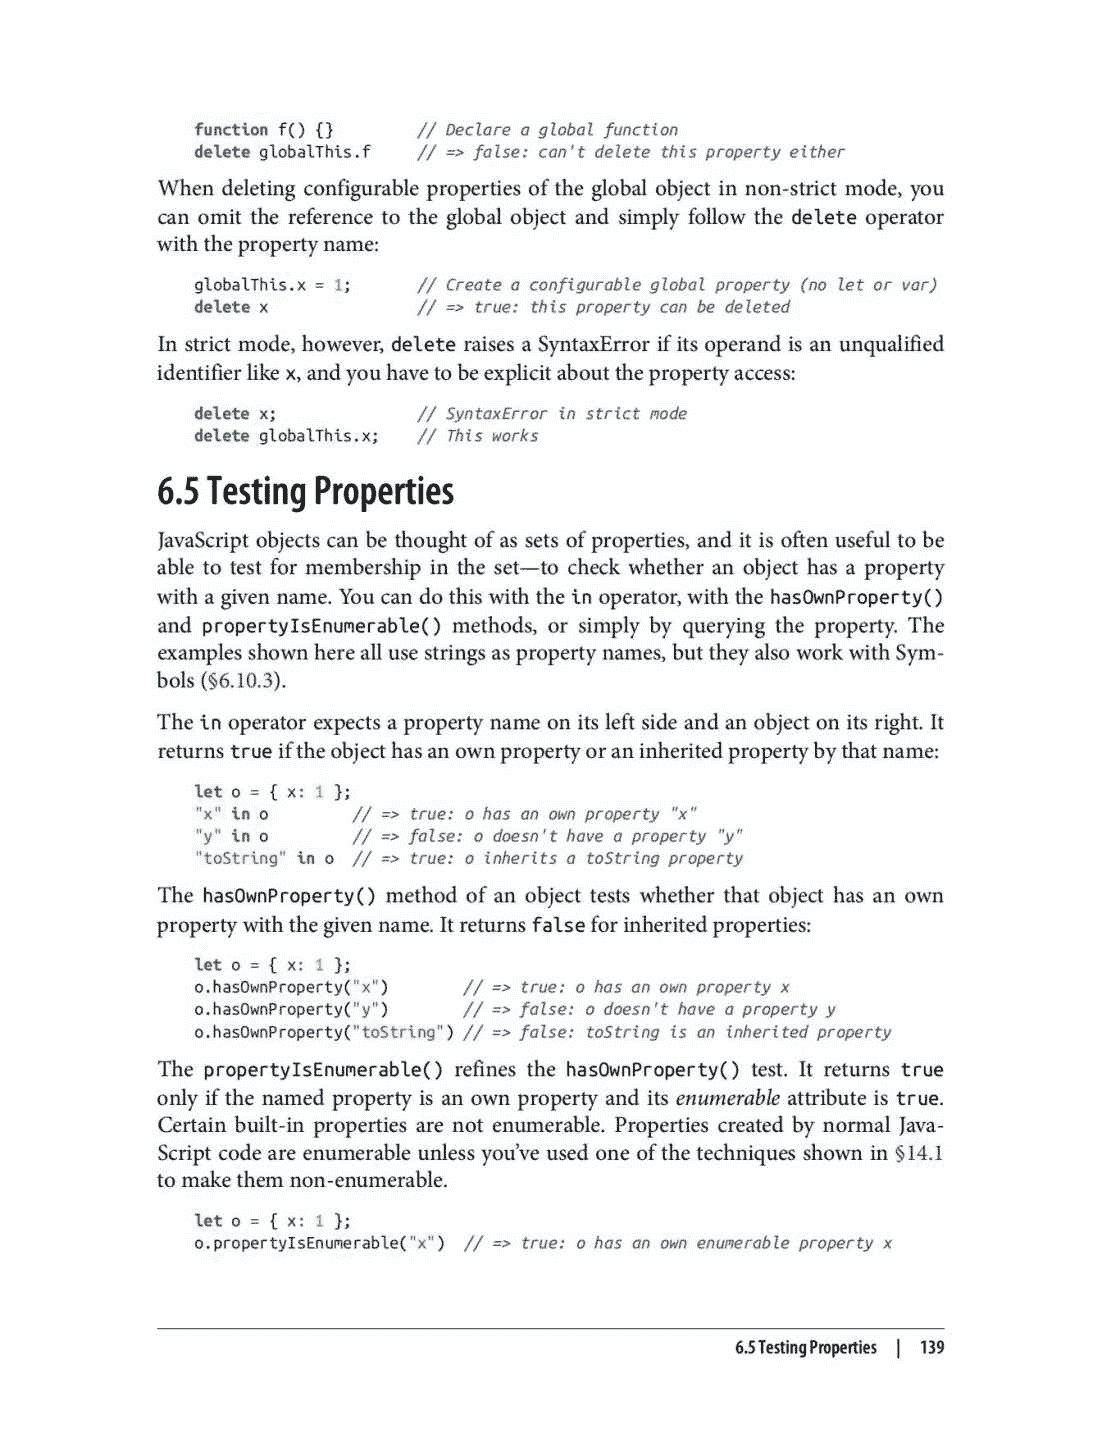 function f() {}         // Declare a global function
delete globalThis.f     // => false: can't delete this property either
When deleting configurable properties of the global object in non-strict mode, you
can omit the reference to the global object and simply follow the delete operator
with the property name:
globalThis.x = 1;       // Create a configurable global property (no let or var)
delete x                // => true: this property can be deleted
In strict mode, however, delete raises a SyntaxError if its operand is an unqualified
identifier like x, and you have to be explicit about the property access:
delete x;               // SyntaxError in strict mode
delete globalThis.x;    // This works
6.5 Testing Properties
JavaScript objects can be thought of as sets of properties, and it is often useful to be
able to test for membership in the set—to check whether an object has a property
with a given name. You can do this with the in operator, with the hasOwnProperty()
and propertyIsEnumerable() methods, or simply by querying the property. The
examples shown here all use strings as property names, but they also work with Sym-
bols (§6.10.3).
The in operator expects a property name on its left side and an object on its right. It
returns true if the object has an own property or an inherited property by that name:
let o = { x: 1 };
"x" in o         // => true: o has an own property "x"
"y" in o         // => false: o doesn't have a property "y"
"toString" in o  // => true: o inherits a toString property
The hasOwnProperty() method of an object tests whether that object has an own
property with the given name. It returns false for inherited properties:
let o = { x: 1 };
o.hasOwnProperty("x")        // => true: o has an own property x
o.hasOwnProperty("y")        // => false: o doesn't have a property y
o.hasOwnProperty("toString") // => false: toString is an inherited property
The propertyIsEnumerable() refines the hasOwnProperty() test. It returns true
only if the named property is an own property and its enumerable attribute is true.
Certain built-in properties are not enumerable. Properties created by normal Java-
Script code are enumerable unless you've used one of the techniques shown in §14.1
to make them non-enumerable.
let o = { x: 1 };
o.propertyIsEnumerable("x")  // => true: o has an own enumerable property x
6.5 Testing Properties | 139